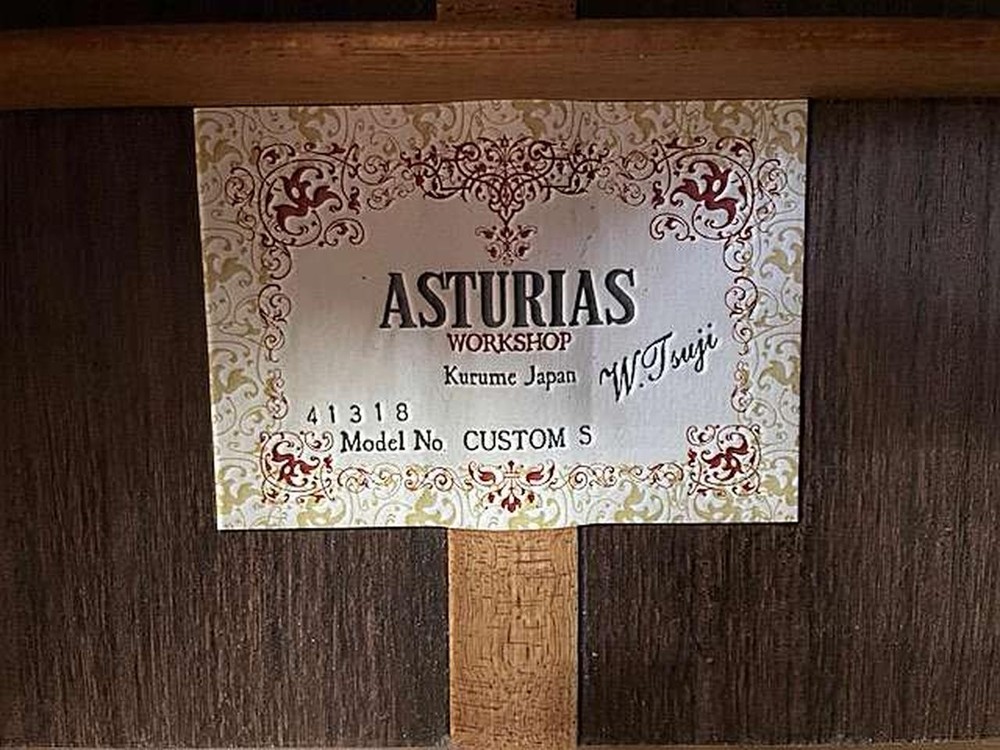 ASTURIAS
WORKSHOP
Kurume Japan
W. Tsuji
41318
Model No. CUSTOM S